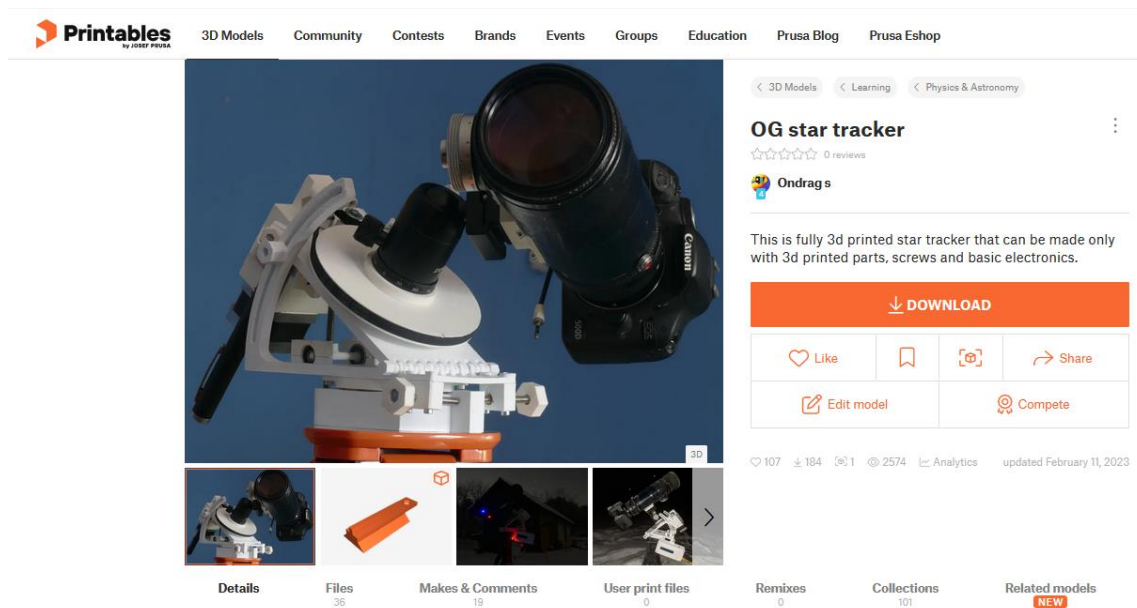 Printables
by JOSEF PRUSA
3D Models
Community
Contests
Brands
Events
Groups
Education
Prusa Blog
Prusa Eshop
< 3D Models
< Learning
< Physics & Astronomy
OG star tracker
0 reviews
4
Ondrag s
This is fully 3d printed star tracker that can be made only
with 3d printed parts, screws and basic electronics.
DOWNLOAD
Like
Share
Edit model
Compete
107
184
1
2574
Analytics
updated February 11, 2023
Canon
EOS
500D
3D
Details
Files
36
Makes & Comments
19
User print files
0
Remixes
0
Collections
101
Related models
NEW